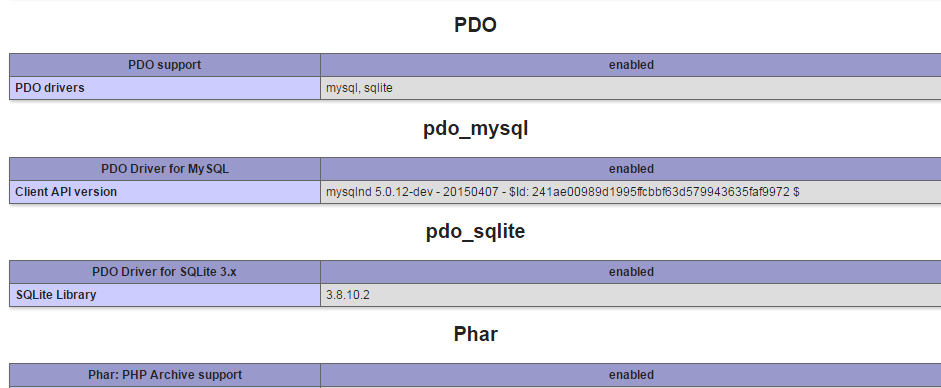 PDO
PDO support enabled
PDO drivers mysql, sqlite
pdo_mysql
PDO Driver for MySQL enabled
Client API version mysqlnd 5.0.12-dev - 20150407 - $Id: 241ae00989d1995ffcbbf63d579943635faf9972 $
pdo_sqlite
PDO Driver for SQLite 3.x enabled
SQLite Library 3.8.10.2
Phar
Phar: PHP Archive support enabled